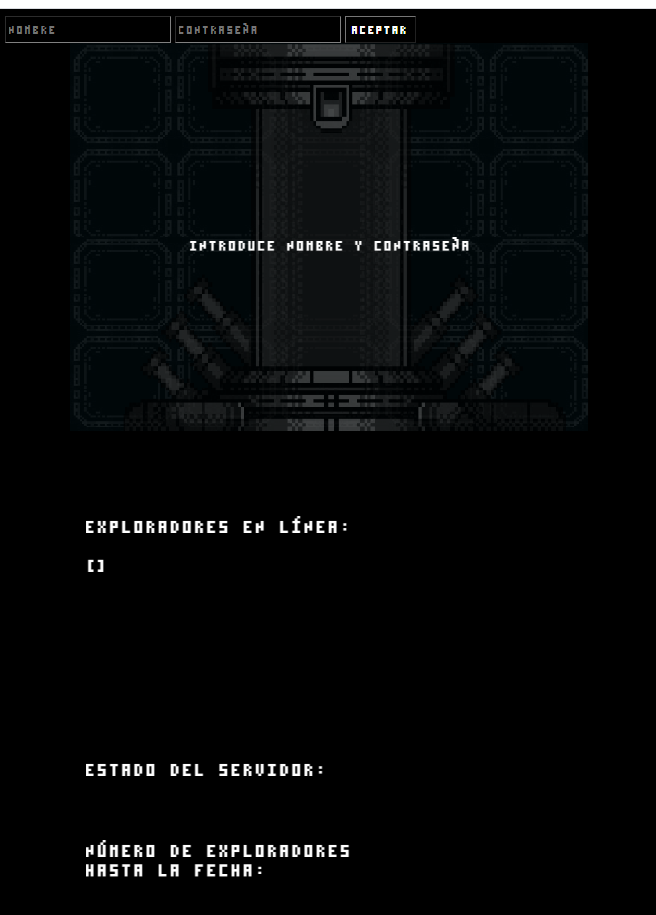 NOMBRE
CONTRASEÑA
ACEPTAR
INTRODUCE NOMBRE Y CONTRASEÑA
EXPLORADORES EN LÍNEA:
[]
ESTADO DEL SERVIDOR:
NÚMERO DE EXPLORADORES
HASTA LA FECHA: